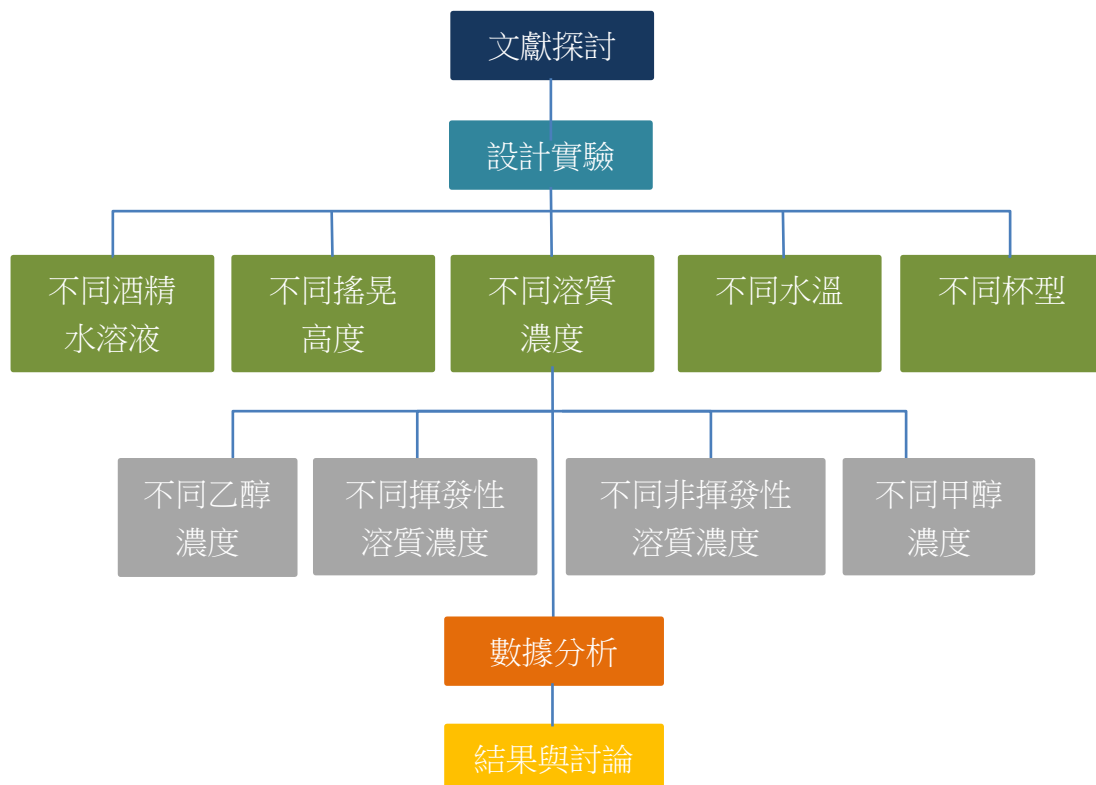 文獻探討
設計實驗
不同酒精
水溶液
不同搖晃
高度
不同溶質
濃度
不同水溫
不同杯型
不同乙醇
濃度
不同揮發性
溶質濃度
不同非揮發性
溶質濃度
不同甲醇
濃度
數據分析
結果與討論